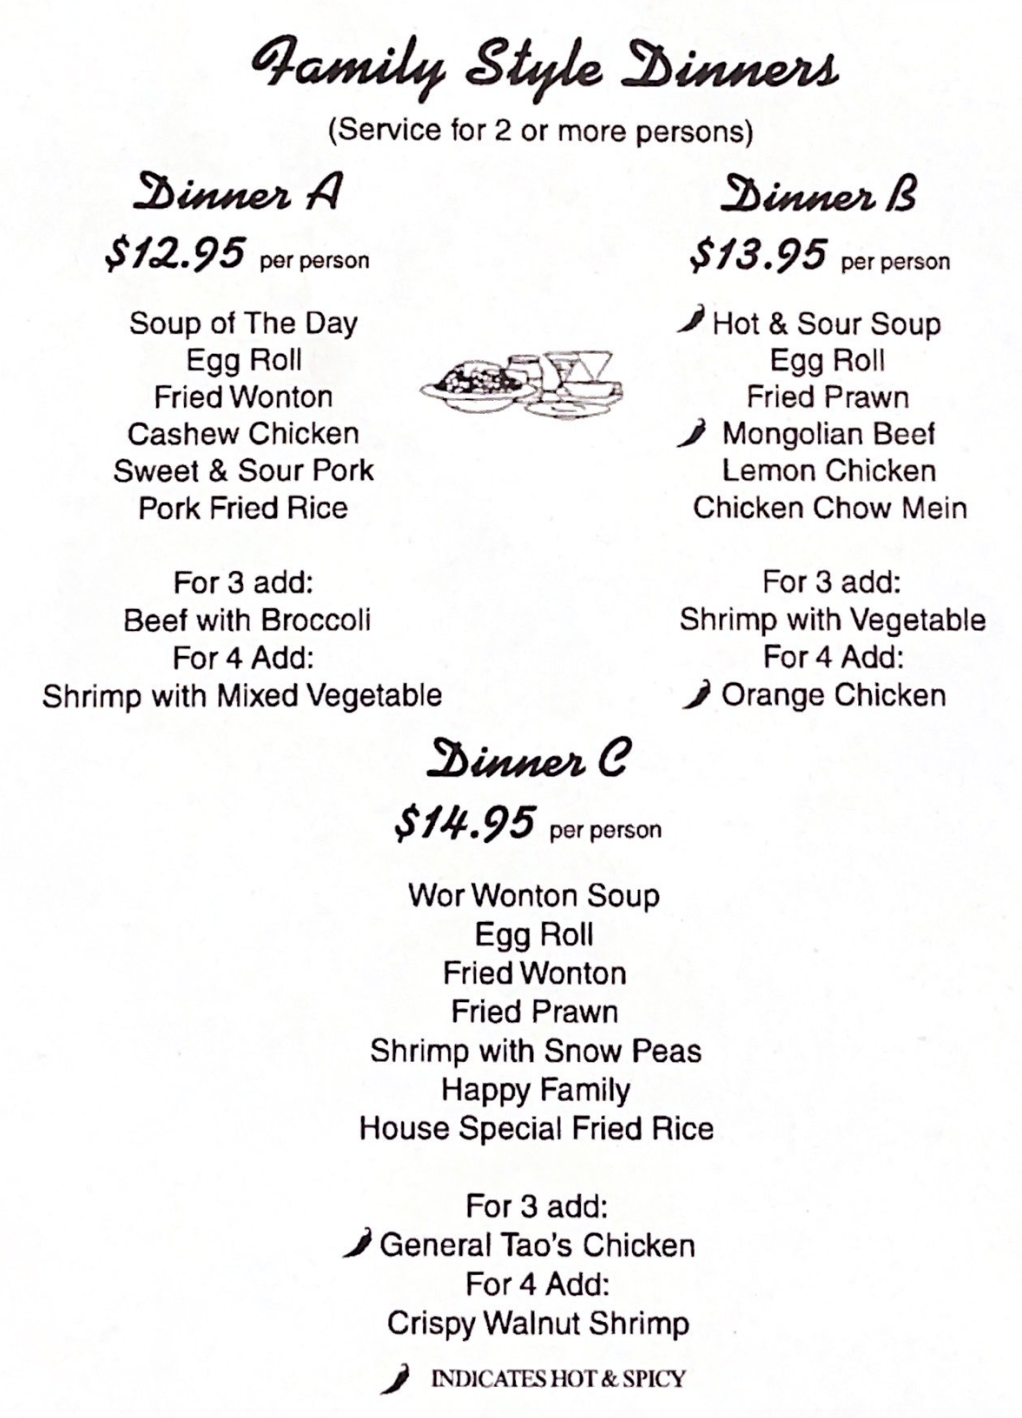 Family Style Dinners
(Service for 2 or more persons)
Dinner A
$12.95 per person
Soup of The Day
Egg Roll
Fried Wonton
Cashew Chicken
Sweet & Sour Pork
Pork Fried Rice
For 3 add:
Beef with Broccoli
For 4 Add:
Shrimp with Mixed Vegetable
Dinner B
$13.95 per person
Hot & Sour Soup
Egg Roll
Fried Prawn
Mongolian Beef
Lemon Chicken
Chicken Chow Mein
For 3 add:
Shrimp with Vegetable
For 4 Add:
Orange Chicken
Dinner C
$14.95 per person
Wor Wonton Soup
Egg Roll
Fried Wonton
Fried Prawn
Shrimp with Snow Peas
Happy Family
House Special Fried Rice
For 3 add:
General Tao's Chicken
For 4 Add:
Crispy Walnut Shrimp
INDICATES HOT & SPICY